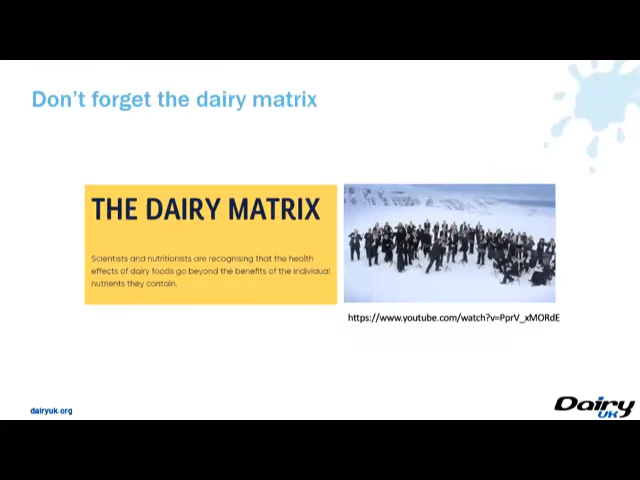 Don't forget the dairy matrix
THE DAIRY MATRIX
Scientists and nutritionists are recognising that the health
effects of dairy foods go beyond the benefits of the individual
nutrients they contain.
https://www.youtube.com/watch?v=PprV_xMORdE
dairyuk.org
Dairy
UK